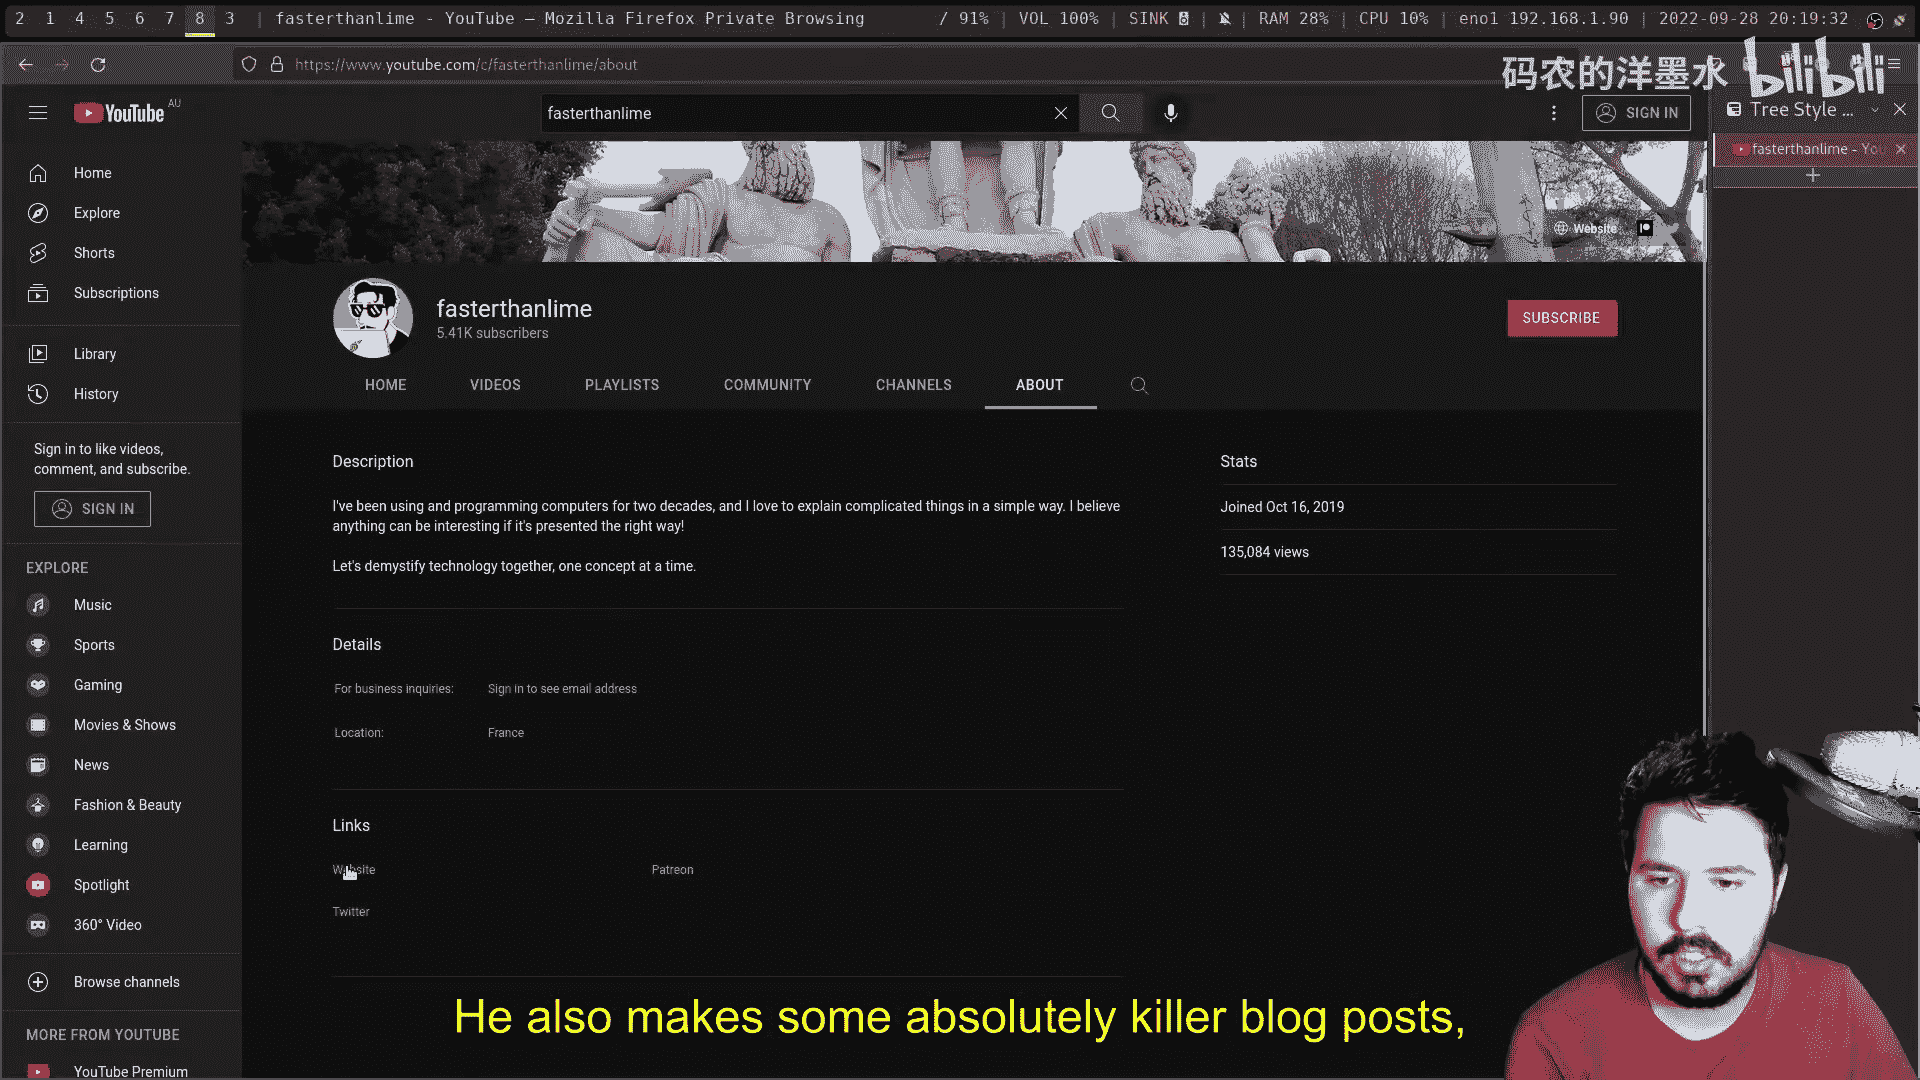 2 1 4 5 6 7 8 3 | fasterthanlime - YouTube — Mozilla Firefox Private Browsing
/ 91% | VOL 100% | SINK | | RAM 28% | CPU 10% | eno1 192.168.1.90 | 2022-09-28 20:19:32
https://www.youtube.com/c/fasterthanlime/about
码农的洋墨水 bilibili
YouTube AU
fasterthanlime
SIGN IN
Tree Style ...
fasterthanlime - You
Home
Explore
Shorts
Subscriptions
Library
History
Sign in to like videos,
comment, and subscribe.
SIGN IN
EXPLORE
Music
Sports
Gaming
Movies & Shows
News
Fashion & Beauty
Learning
Spotlight
360° Video
Browse channels
MORE FROM YOUTUBE
YouTube Premium
Website
fasterthanlime
5.41K subscribers
SUBSCRIBE
HOME VIDEOS PLAYLISTS COMMUNITY CHANNELS ABOUT
Description
I've been using and programming computers for two decades, and I love to explain complicated things in a simple way. I believe
anything can be interesting if it's presented the right way!
Let's demystify technology together, one concept at a time.
Details
For business inquiries: Sign in to see email address
Location: France
Links
Website Patreon
Twitter
Stats
Joined Oct 16, 2019
135,084 views
He also makes some absolutely killer blog posts,